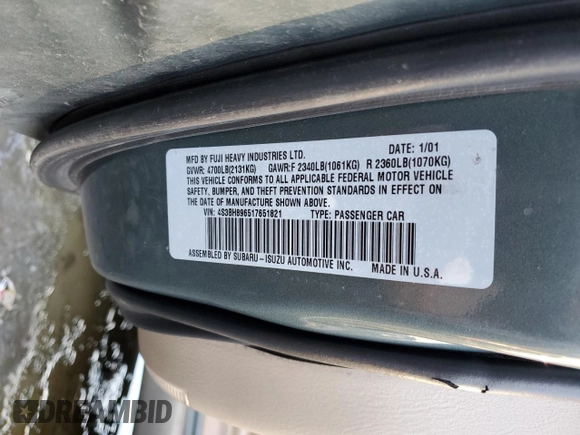 MFD BY FUJI HEAVY INDUSTRIES LTD. DATE: 1/01
GVWR: 4700LB(2131KG) GAWR:F 2340LB(1061KG) R 2360LB(1070KG)
THIS VEHICLE CONFORMS TO ALL APPLICABLE FEDERAL MOTOR VEHICLE
SAFETY, BUMPER, AND THEFT PREVENTION STANDARDS IN EFFECT ON
THE DATE OF MANUFACTURE SHOWN ABOVE.
VIN: 4S3BH896517651821 TYPE: PASSENGER CAR
ASSEMBLED BY SUBARU-ISUZU AUTOMOTIVE INC. MADE IN U.S.A.
DREAMBID